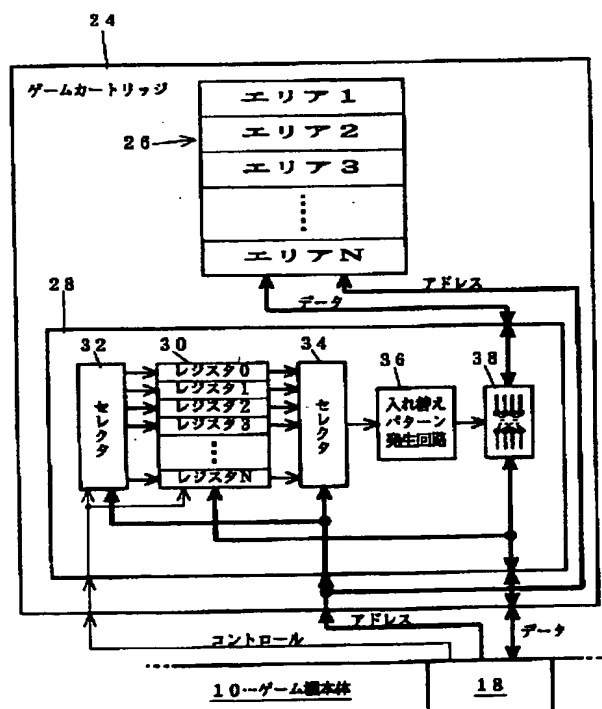 24
ゲームカートリッジ
エリア1
エリア2
26
エリア3
エリアN
アドレス
データ
28
32
30
34
36
38
セレクタ
レジスタ0
レジスタ1
レジスタ2
レジスタ3
レジスタN
セレクタ
入れ替え
パターン
発生回路
アドレス
データ
コントロール
10…ゲーム機本体
18